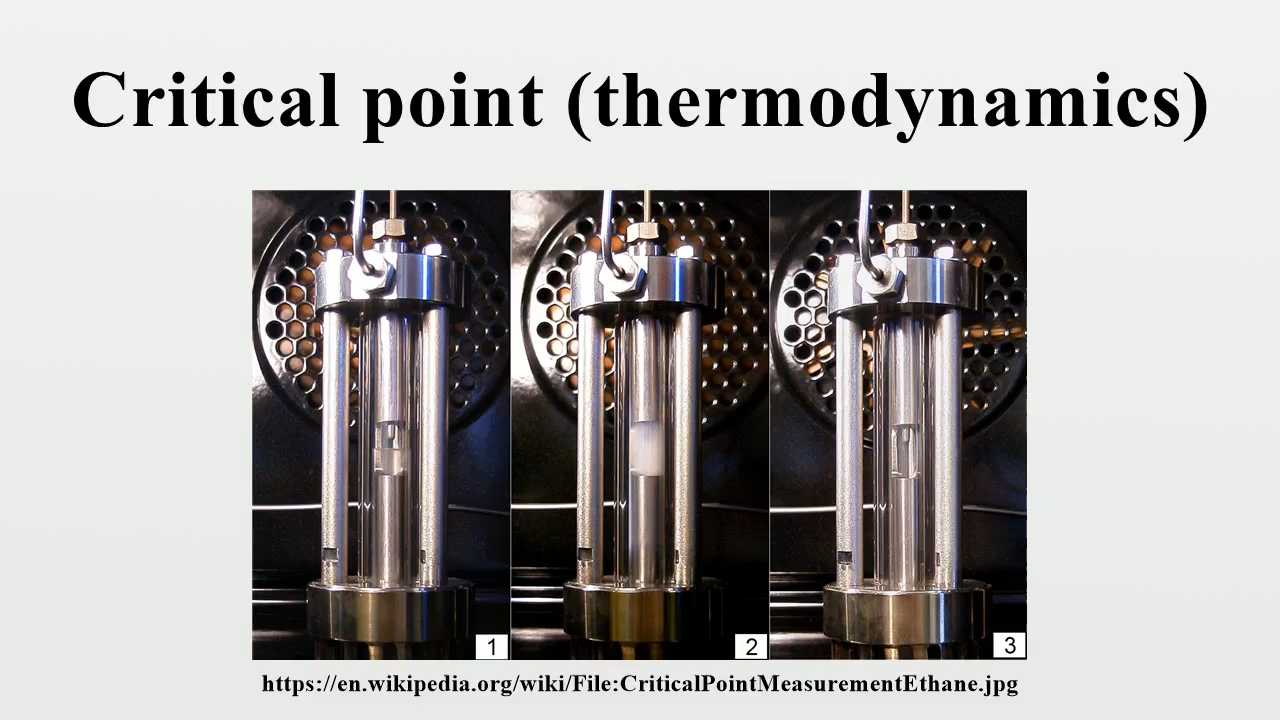 Critical point (thermodynamics)
1
2
3
https://en.wikipedia.org/wiki/File:CriticalPointMeasurementEthane.jpg